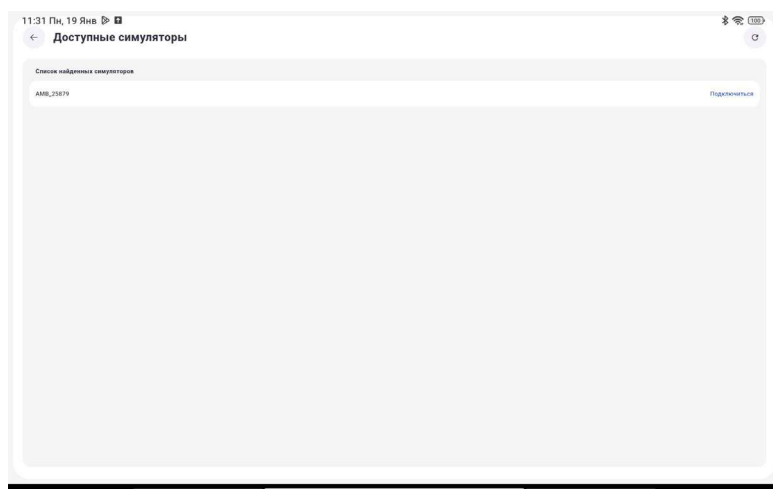 11:31 Пн, 19 Янв 100
Доступные симуляторы
Список найденных симуляторов
AMB_25879 Подключиться